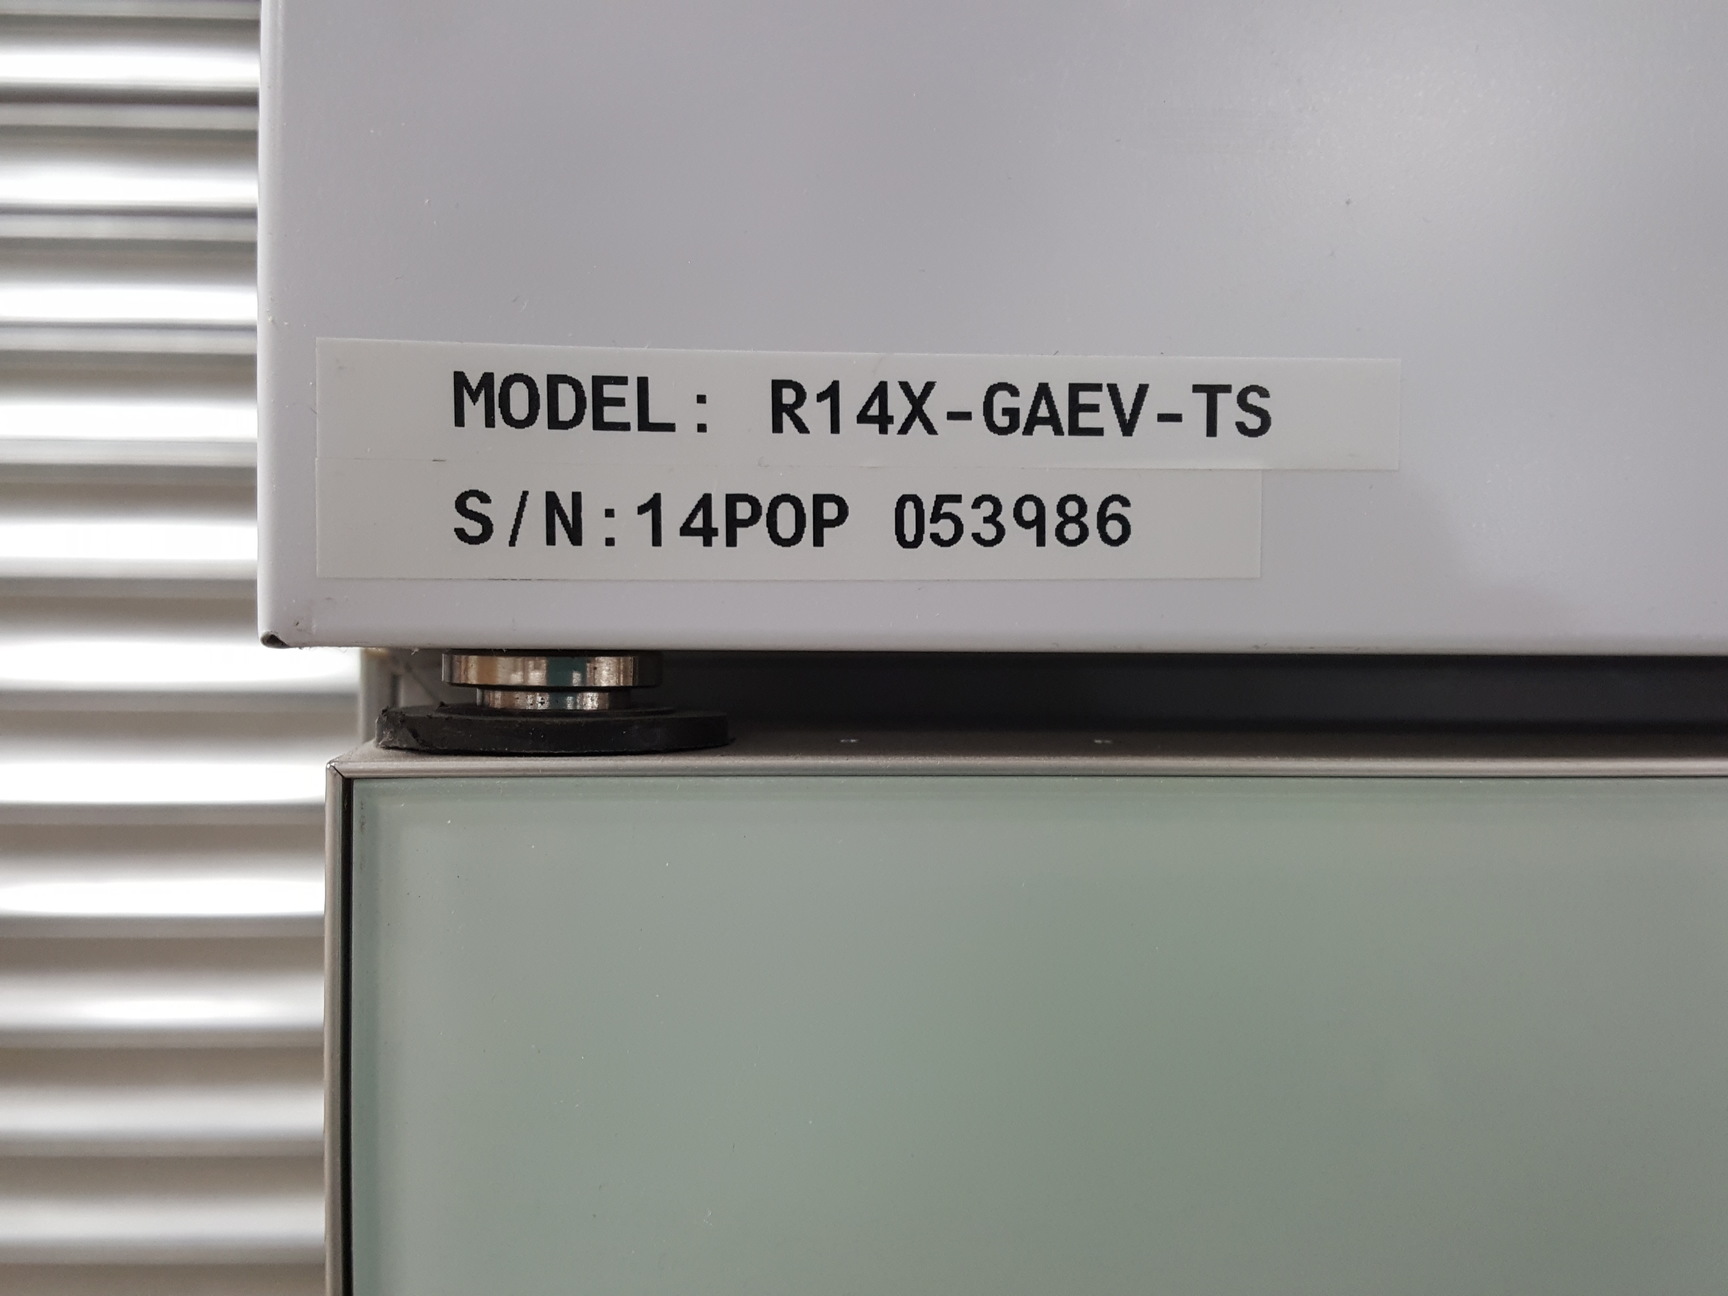 MODEL: R14X-GAEV-TS
S/N:14POP 053986